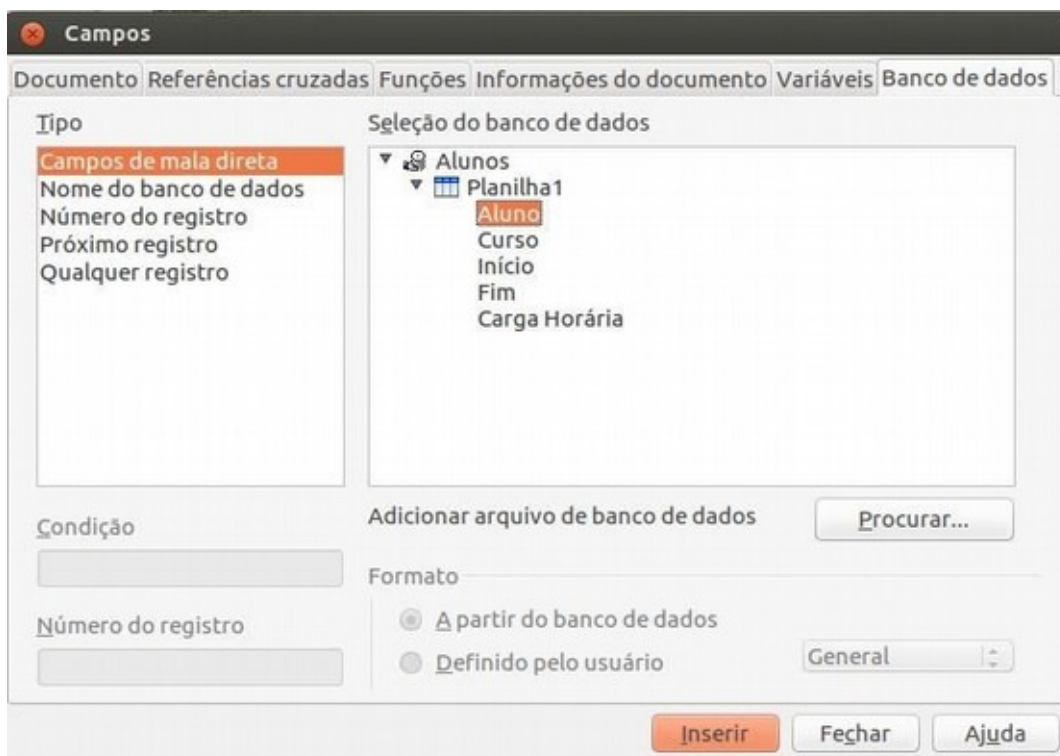 Campos
Documento Referências cruzadas Funções Informações do documento Variáveis Banco de dados
Tipo
Campos de mala direta
Nome do banco de dados
Número do registro
Próximo registro
Qualquer registro
Seleção do banco de dados
Alunos
Planilha1
Aluno
Curso
Início
Fim
Carga Horária
Condição
Número do registro
Adicionar arquivo de banco de dados Procurar...
Formato
A partir do banco de dados
Definido pelo usuário General
Inserir Fechar Ajuda